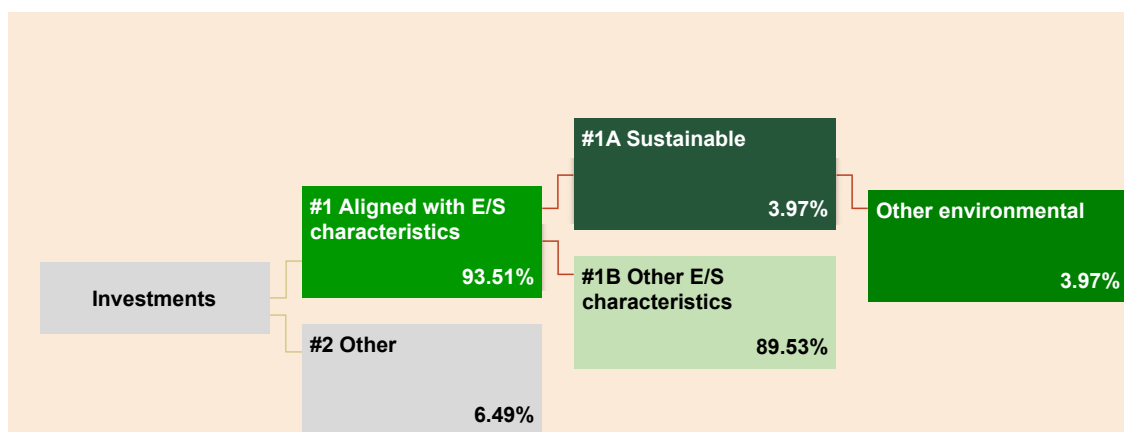 Investments
#1 Aligned with E/S
characteristics
93.51%
#2 Other
6.49%
#1A Sustainable
3.97%
#1B Other E/S
characteristics
89.53%
Other environmental
3.97%